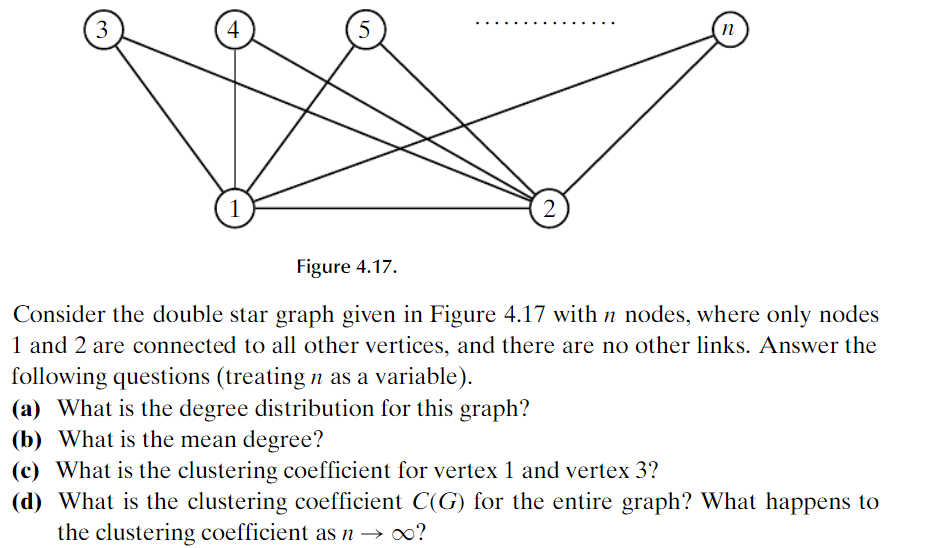 3 4 5 ............... n
1 2
Figure 4.17.
Consider the double star graph given in Figure 4.17 with n nodes, where only nodes
1 and 2 are connected to all other vertices, and there are no other links. Answer the
following questions (treating n as a variable).
(a) What is the degree distribution for this graph?
(b) What is the mean degree?
(c) What is the clustering coefficient for vertex 1 and vertex 3?
(d) What is the clustering coefficient C(G) for the entire graph? What happens to
the clustering coefficient as n → ∞?